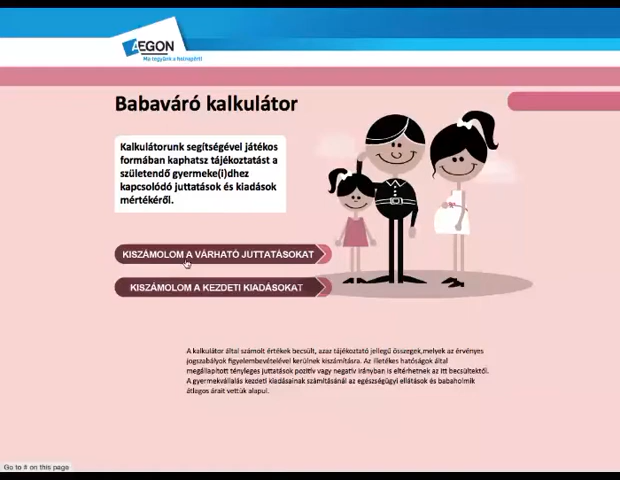 AEGON
Ma tegyünk a holnapért!
Babaváró kalkulátor
Kalkulátorunk segítségével játékos
formában kaphatsz tájékoztatást a
születendő gyermeke(i)dhez
kapcsolódó juttatások és kiadások
mértékéről.
KISZÁMOLOM A VÁRHATÓ JUTTATÁSOKAT
KISZÁMOLOM A KEZDETI KIADÁSOKAT
A kalkulátor által számolt értékek becsült, azaz tájékoztató jellegű összegek,melyek az érvényes
jogszabályok figyelembevételével kerülnek kiszámításra. Az illetékes hatóságok által
megállapított tényleges juttatások pozitív vagy negatív irányban is eltérhetnek az itt becsültektől.
A gyermekvállalás kezdeti kiadásainak számításánál az egészségügyi ellátások és babaholmik
átlagos árait vettük alapul.
Go to # on this page